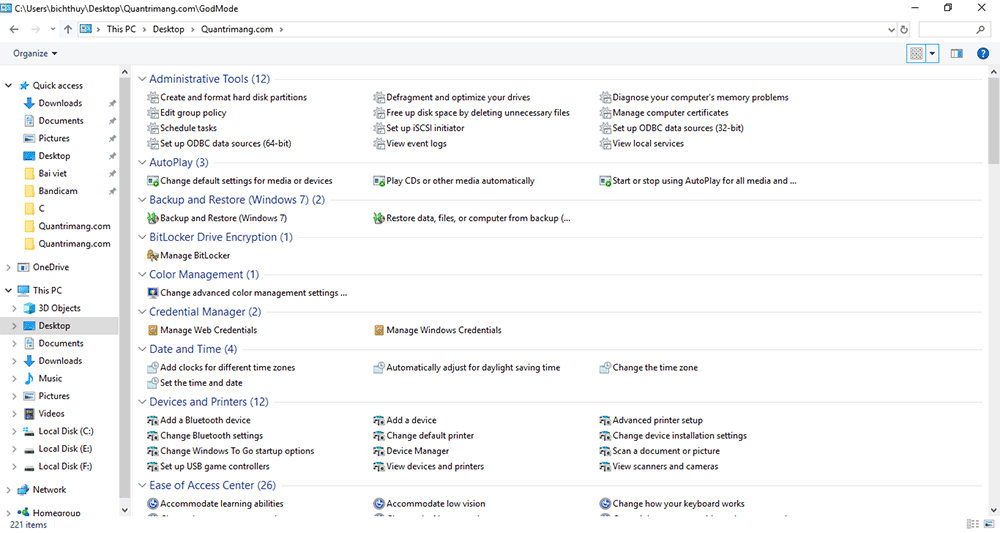 C:\Users\bichthuy\Desktop\Quantrimang.com\GodMode
This PC > Desktop > Quantrimang.com >
Organize
Quick access
Downloads
Documents
Pictures
Desktop
Bai viet
Bandicam
C
Quantrimang.com
Quantrimang.com
OneDrive
This PC
3D Objects
Desktop
Documents
Downloads
Music
Pictures
Videos
Local Disk (C:)
Local Disk (E:)
Local Disk (F:)
Network
Homegroup
Administrative Tools (12)
Create and format hard disk partitions Defragment and optimize your drives Diagnose your computer's memory problems
Edit group policy Free up disk space by deleting unnecessary files Manage computer certificates
Schedule tasks Set up iSCSI initiator Set up ODBC data sources (32-bit)
Set up ODBC data sources (64-bit) View event logs View local services
AutoPlay (3)
Change default settings for media or devices Play CDs or other media automatically Start or stop using AutoPlay for all media and ...
Backup and Restore (Windows 7) (2)
Backup and Restore (Windows 7) Restore data, files, or computer from backup (...
BitLocker Drive Encryption (1)
Manage BitLocker
Color Management (1)
Change advanced color management settings ...
Credential Manager (2)
Manage Web Credentials Manage Windows Credentials
Date and Time (4)
Add clocks for different time zones Automatically adjust for daylight saving time Change the time zone
Set the time and date
Devices and Printers (12)
Add a Bluetooth device Add a device Advanced printer setup
Change Bluetooth settings Change default printer Change device installation settings
Change Windows To Go startup options Device Manager Scan a document or picture
Set up USB game controllers View devices and printers View scanners and cameras
Ease of Access Center (26)
Accommodate learning abilities Accommodate low vision Change how your keyboard works
221 items